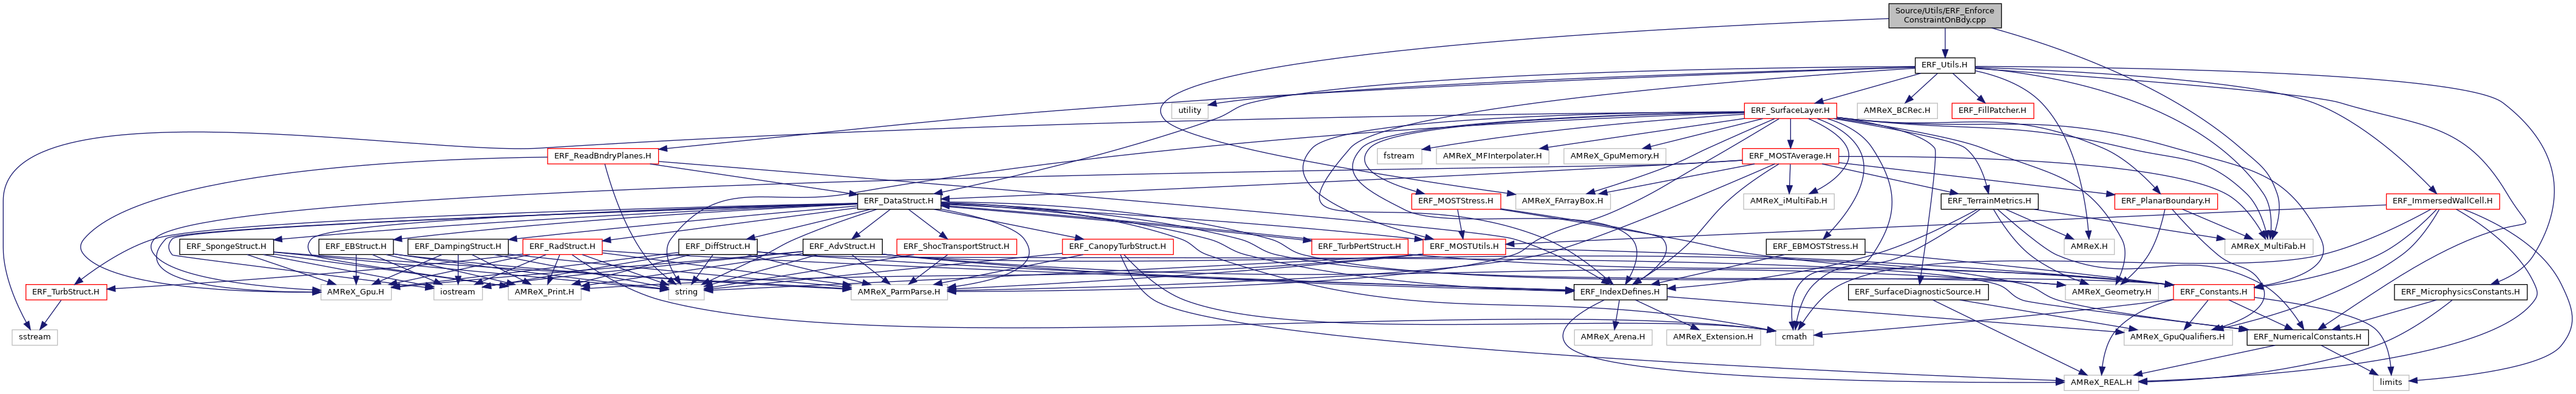 Source/Utils/ERF_Enforce
ConstraintOnBdy.cpp
ERF_Utils.H
utility
ERF_SurfaceLayer.H
AMReX_BCRec.H
ERF_FillPatcher.H
ERF_ReadBndryPlanes.H
fstream
AMReX_MFInterpolater.H
AMReX_GpuMemory.H
ERF_MOSTAverage.H
ERF_DataStruct.H
ERF_MOSTStress.H
AMReX_FArrayBox.H
AMReX_iMultiFab.H
ERF_TerrainMetrics.H
ERF_PlanarBoundary.H
ERF_ImmersedWallCell.H
ERF_SpongeStruct.H
ERF_EBStruct.H
ERF_DampingStruct.H
ERF_RadStruct.H
ERF_DiffStruct.H
ERF_AdvStruct.H
ERF_ShocTransportStruct.H
ERF_CanopyTurbStruct.H
ERF_TurbPertStruct.H
ERF_MOSTUtils.H
ERF_EBMOSTStress.H
AMReX.H
AMReX_MultiFab.H
ERF_TurbStruct.H
AMReX_Gpu.H
iostream
AMReX_Print.H
string
AMReX_ParmParse.H
ERF_IndexDefines.H
ERF_SurfaceDiagnosticSource.H
AMReX_Geometry.H
ERF_Constants.H
ERF_MicrophysicsConstants.H
sstream
AMReX_Arena.H
AMReX_Extension.H
cmath
AMReX_GpuQualifiers.H
ERF_NumericalConstants.H
AMReX_REAL.H
limits